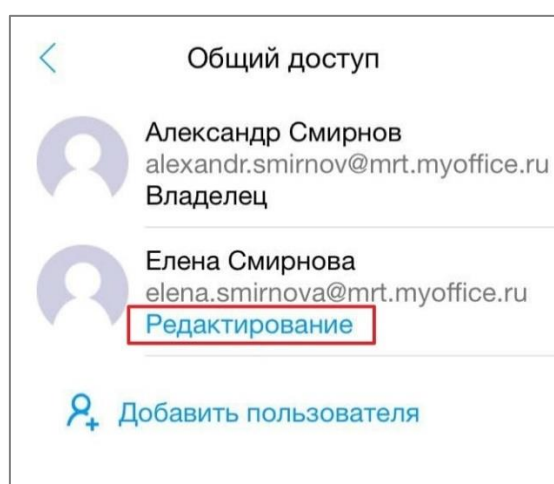 Общий доступ
Александр Смирнов
alexandr.smirnov@mrt.myoffice.ru
Владелец
Елена Смирнова
elena.smirnova@mrt.myoffice.ru
Редактирование
Добавить пользователя